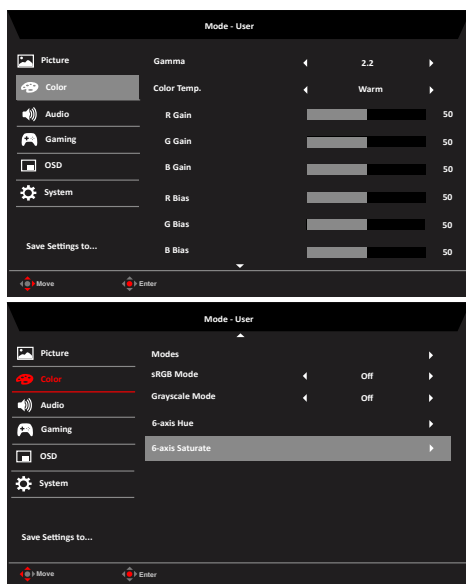 Mode - User
Picture
Gamma 2.2
Color
Color Temp. Warm
Audio
R Gain 50
Gaming
G Gain 50
OSD
B Gain 50
System
R Bias 50
G Bias 50
Save Settings to...
B Bias 50
Move Enter
Mode - User
Picture
Modes
Color
sRGB Mode Off
Audio
Grayscale Mode Off
Gaming
6-axis Hue
OSD
6-axis Saturate
System
Save Settings to...
Move Enter